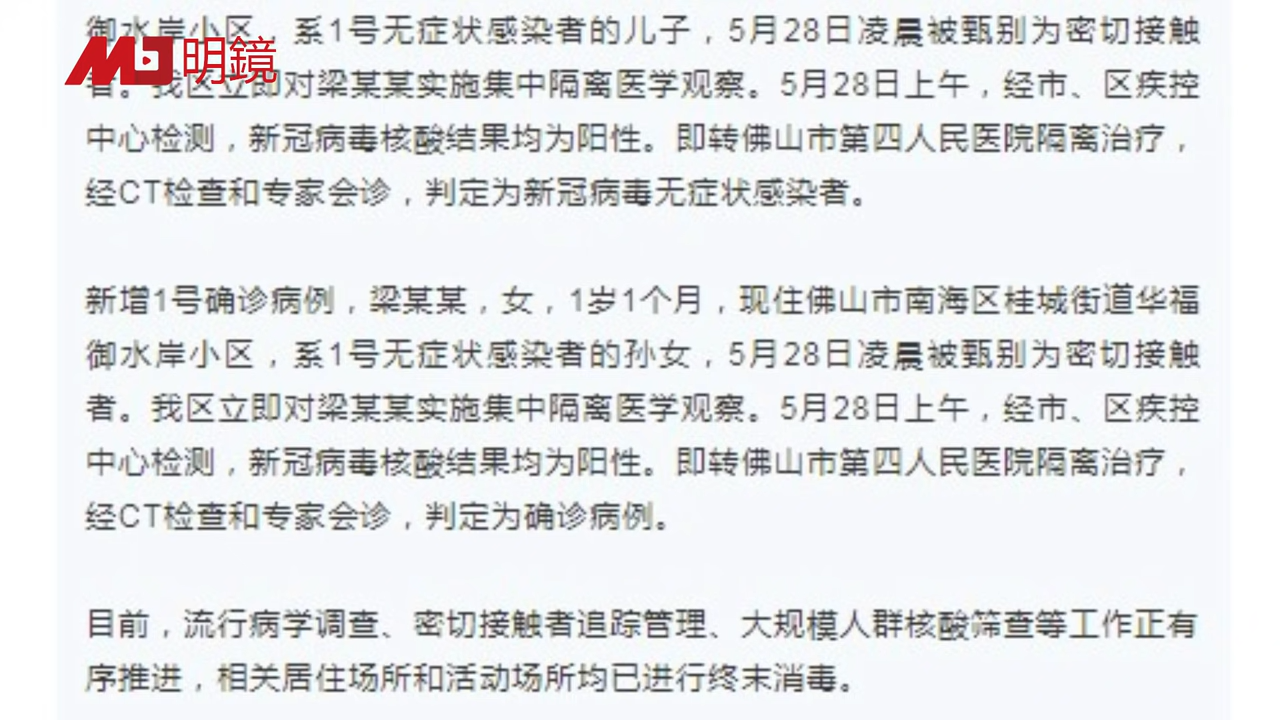 御水岸小区，系1号无症状感染者的儿子，5月28日凌晨被甄别为密切接触
明鏡
者。我区立即对梁某某实施集中隔离医学观察。5月28日上午，经市、区疾控
中心检测，新冠病毒核酸结果均为阳性。即转佛山市第四人民医院隔离治疗，
经CT检查和专家会诊，判定为新冠病毒无症状感染者。
新增1号确诊病例，梁某某，女，1岁1个月，现住佛山市南海区桂城街道华福
御水岸小区，系1号无症状感染者的孙女，5月28日凌晨被甄别为密切接触
者。我区立即对梁某某实施集中隔离医学观察。5月28日上午，经市、区疾控
中心检测，新冠病毒核酸结果均为阳性。即转佛山市第四人民医院隔离治疗，
经CT检查和专家会诊，判定为确诊病例。
目前，流行病学调查、密切接触者追踪管理、大规模人群核酸筛查等工作正有
序推进，相关居住场所和活动场所均已进行终末消毒。